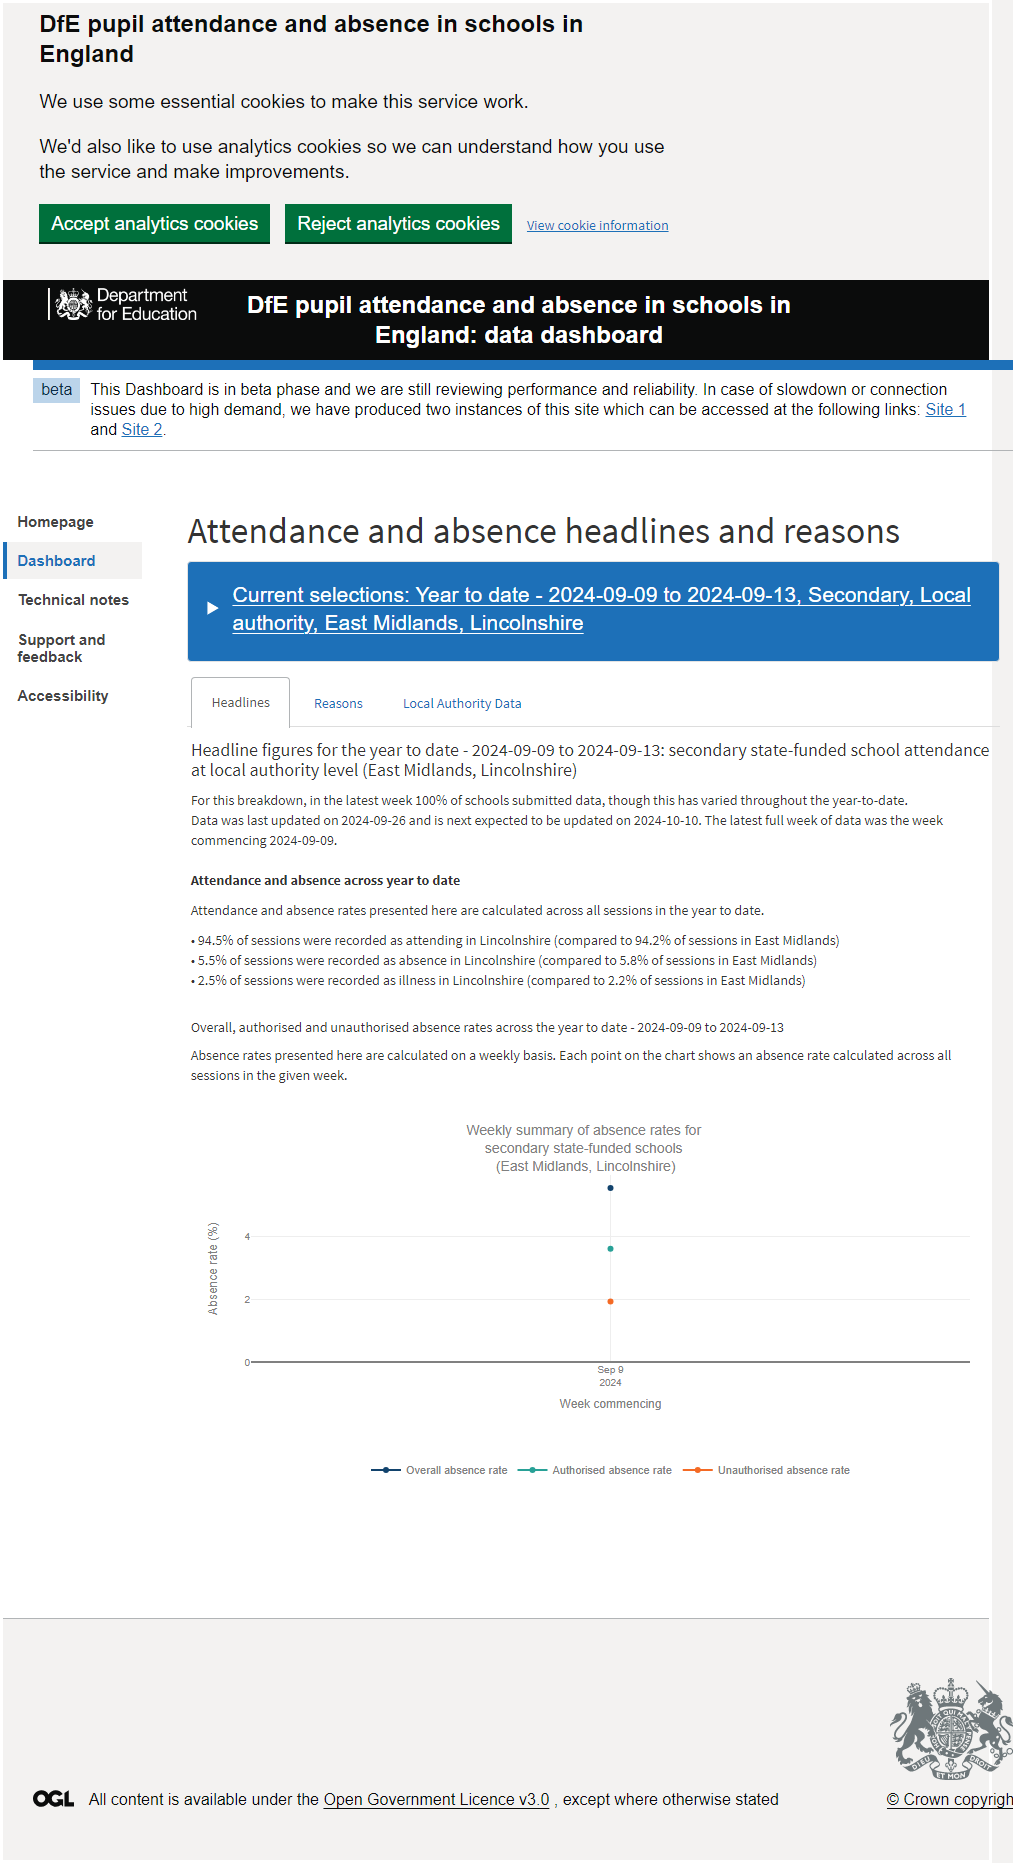 DfE pupil attendance and absence in schools in
England
We use some essential cookies to make this service work.
We'd also like to use analytics cookies so we can understand how you use
the service and make improvements.
Accept analytics cookies Reject analytics cookies View cookie information
Department
for Education
DfE pupil attendance and absence in schools in
England: data dashboard
beta This Dashboard is in beta phase and we are still reviewing performance and reliability. In case of slowdown or connection
issues due to high demand, we have produced two instances of this site which can be accessed at the following links: Site 1
and Site 2.
Homepage
Dashboard
Technical notes
Support and
feedback
Accessibility
Attendance and absence headlines and reasons
Current selections: Year to date - 2024-09-09 to 2024-09-13, Secondary, Local
authority, East Midlands, Lincolnshire
Headlines Reasons Local Authority Data
Headline figures for the year to date - 2024-09-09 to 2024-09-13: secondary state-funded school attendance
at local authority level (East Midlands, Lincolnshire)
For this breakdown, in the latest week 100% of schools submitted data, though this has varied throughout the year-to-date.
Data was last updated on 2024-09-26 and is next expected to be updated on 2024-10-10. The latest full week of data was the week
commencing 2024-09-09.
Attendance and absence across year to date
Attendance and absence rates presented here are calculated across all sessions in the year to date.
• 94.5% of sessions were recorded as attending in Lincolnshire (compared to 94.2% of sessions in East Midlands)
• 5.5% of sessions were recorded as absence in Lincolnshire (compared to 5.8% of sessions in East Midlands)
• 2.5% of sessions were recorded as illness in Lincolnshire (compared to 2.2% of sessions in East Midlands)
Overall, authorised and unauthorised absence rates across the year to date - 2024-09-09 to 2024-09-13
Absence rates presented here are calculated on a weekly basis. Each point on the chart shows an absence rate calculated across all
sessions in the given week.
Weekly summary of absence rates for
secondary state-funded schools
(East Midlands, Lincolnshire)
Absence rate (%)
4
2
0
Sep 9
2024
Week commencing
Overall absence rate Authorised absence rate Unauthorised absence rate
DIEU ET MON DROIT
OGL All content is available under the Open Government Licence v3.0 , except where otherwise stated
© Crown copyrigh